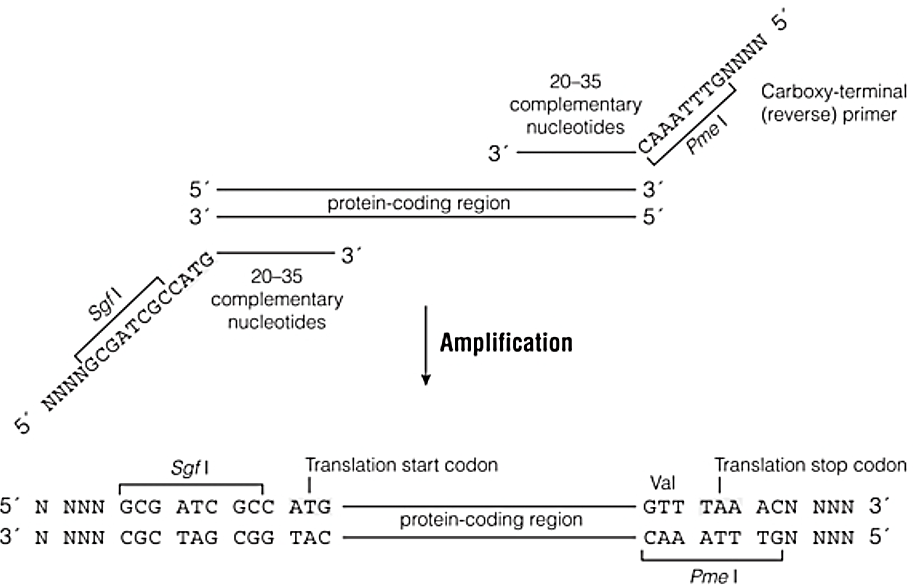 5´
20–35
complementary
nucleotides
CAAATTTGNNNN
Pme I
Carboxy-terminal
(reverse) primer
3´
5´ 3´
protein-coding region
3´ 5´
3´
20–35
complementary
nucleotides
Sgf I
NNNNGCGATCGCCATG
5´
Amplification
Sgf I
Translation start codon
Val
Translation stop codon
5´ N NNN GCG ATC GCC ATG GTT TAA ACN NNN 3´
protein-coding region
3´ N NNN CGC TAG CGG TAC CAA ATT TGN NNN 5´
Pme I